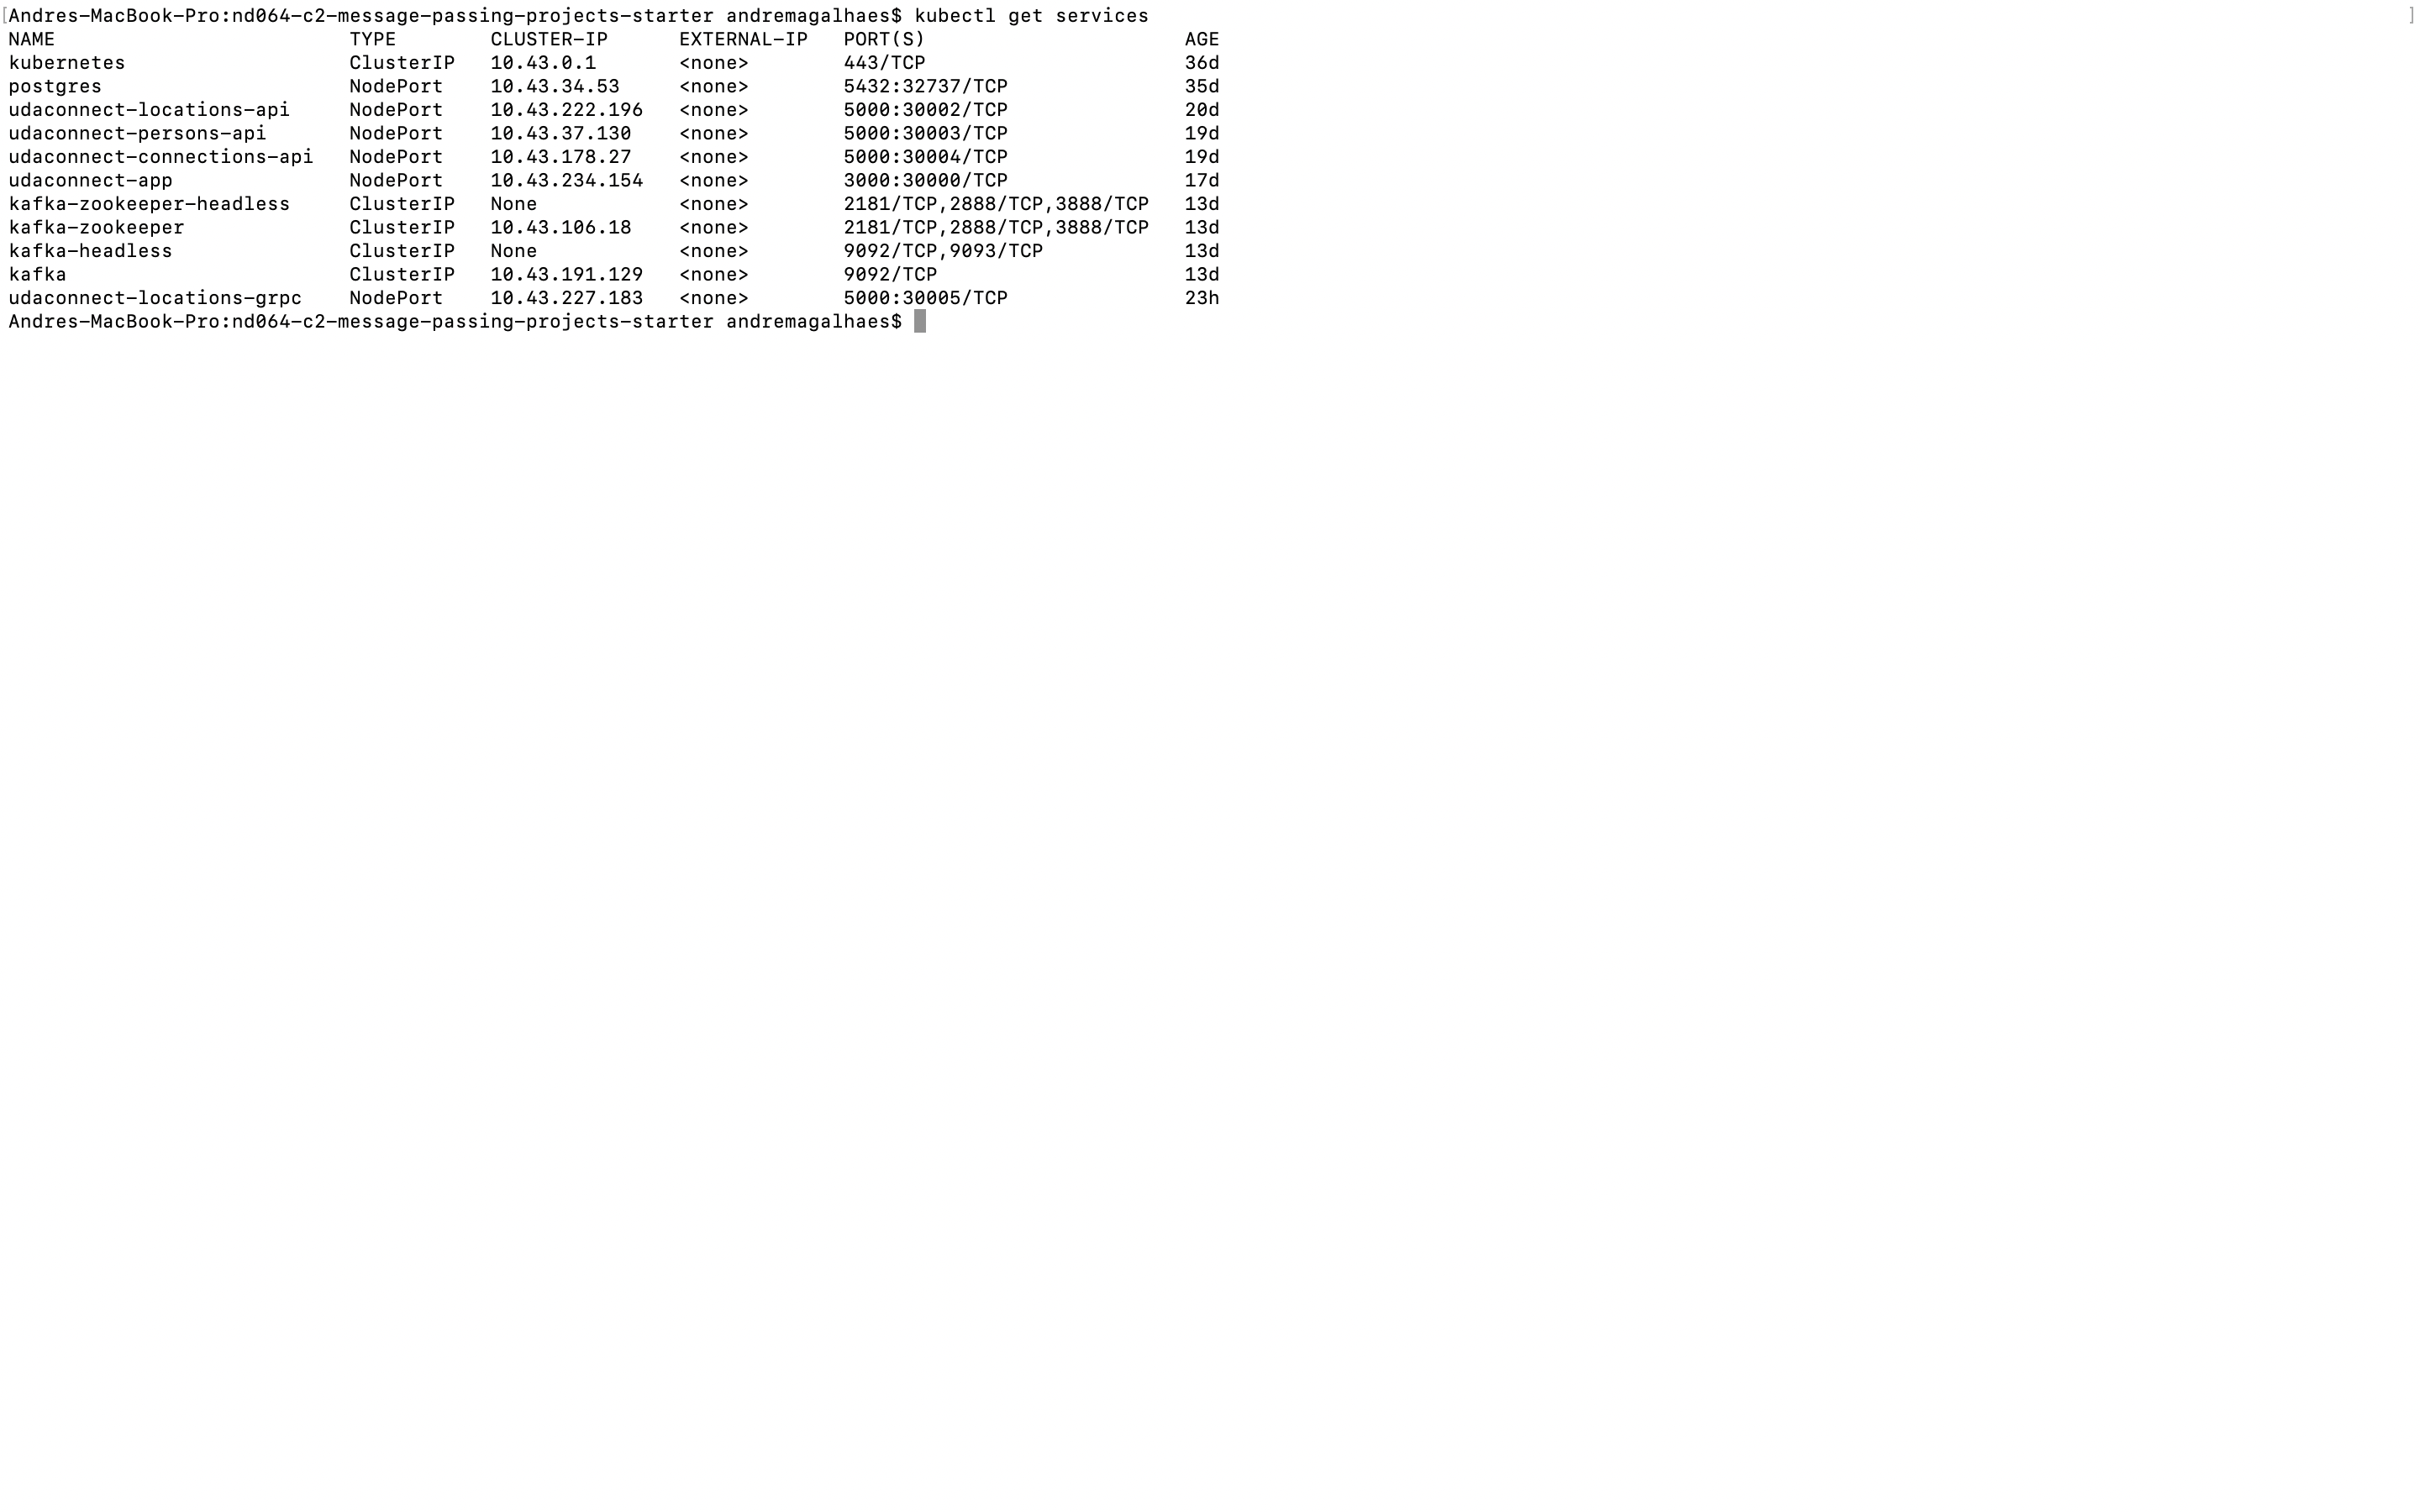 [Andres-MacBook-Pro:nd064-c2-message-passing-projects-starter andremagalhaes$ kubectl get services ]
NAME TYPE CLUSTER-IP EXTERNAL-IP PORT(S) AGE
kubernetes ClusterIP 10.43.0.1 <none> 443/TCP 36d
postgres NodePort 10.43.34.53 <none> 5432:32737/TCP 35d
udaconnect-locations-api NodePort 10.43.222.196 <none> 5000:30002/TCP 20d
udaconnect-persons-api NodePort 10.43.37.130 <none> 5000:30003/TCP 19d
udaconnect-connections-api NodePort 10.43.178.27 <none> 5000:30004/TCP 19d
udaconnect-app NodePort 10.43.234.154 <none> 3000:30000/TCP 17d
kafka-zookeeper-headless ClusterIP None <none> 2181/TCP,2888/TCP,3888/TCP 13d
kafka-zookeeper ClusterIP 10.43.106.18 <none> 2181/TCP,2888/TCP,3888/TCP 13d
kafka-headless ClusterIP None <none> 9092/TCP,9093/TCP 13d
kafka ClusterIP 10.43.191.129 <none> 9092/TCP 13d
udaconnect-locations-grpc NodePort 10.43.227.183 <none> 5000:30005/TCP 23h
Andres-MacBook-Pro:nd064-c2-message-passing-projects-starter andremagalhaes$